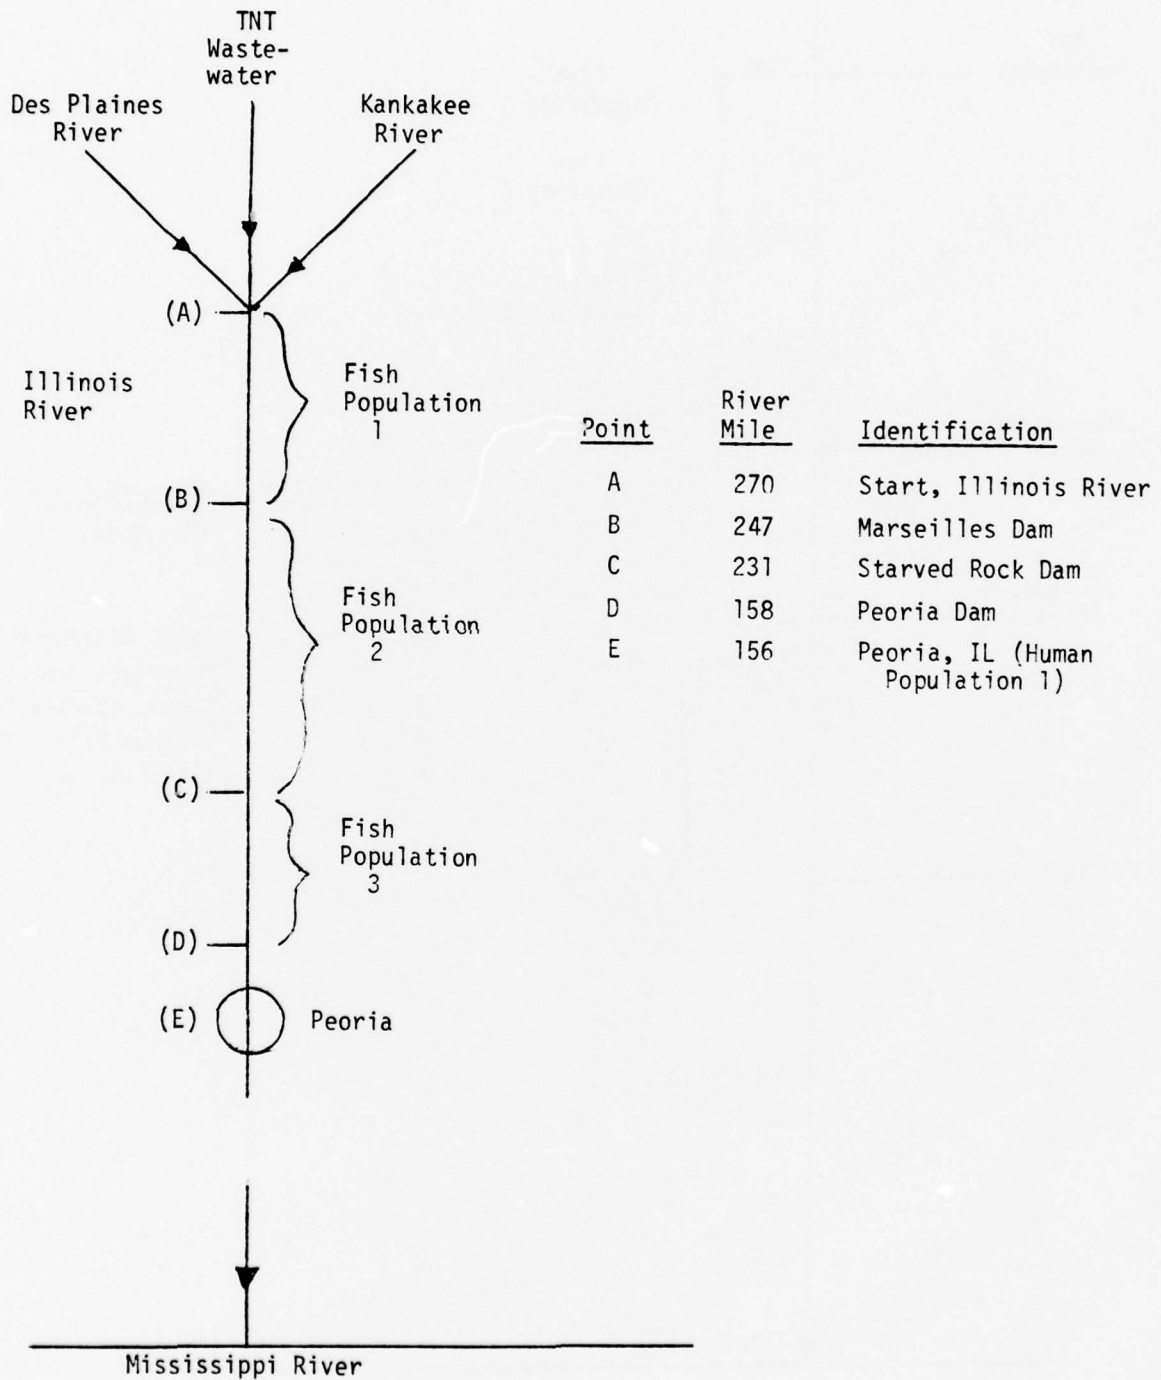 TNT
Waste-
water
Des Plaines
River
Kankakee
River
(A)
Illinois
River
Fish
Population
1
(B)
Fish
Population
2
(C)
Fish
Population
3
(D)
(E)
Peoria
Mississippi River
Point River Mile Identification
A 270 Start, Illinois River
B 247 Marseilles Dam
C 231 Starved Rock Dam
D 158 Peoria Dam
E 156 Peoria, IL (Human
Population 1)